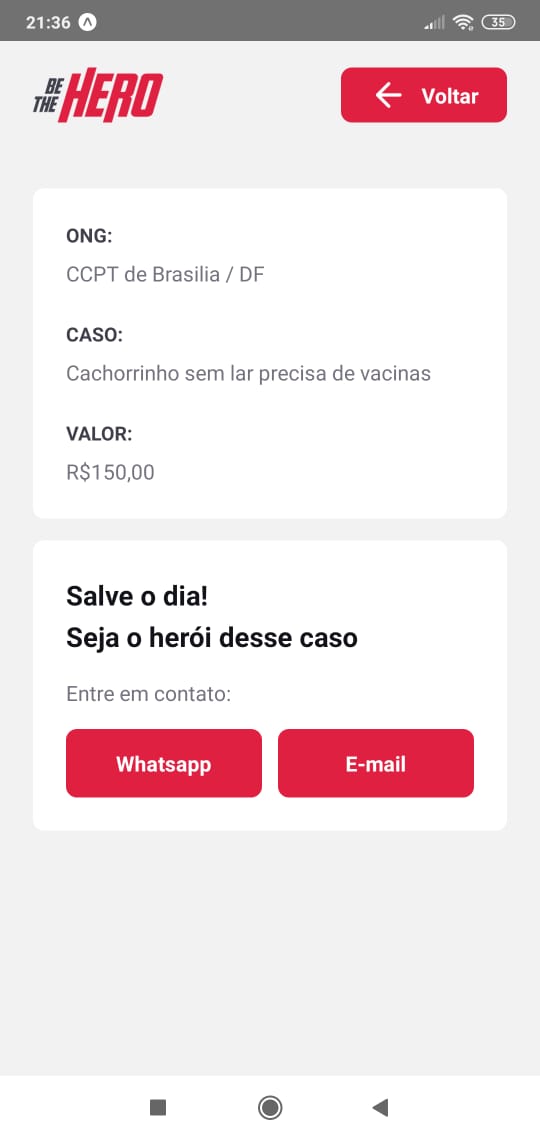 21:36
35
BE
THE HERO
Voltar
ONG:
CCPT de Brasilia / DF
CASO:
Cachorrinho sem lar precisa de vacinas
VALOR:
R$150,00
Salve o dia!
Seja o herói desse caso
Entre em contato:
Whatsapp
E-mail